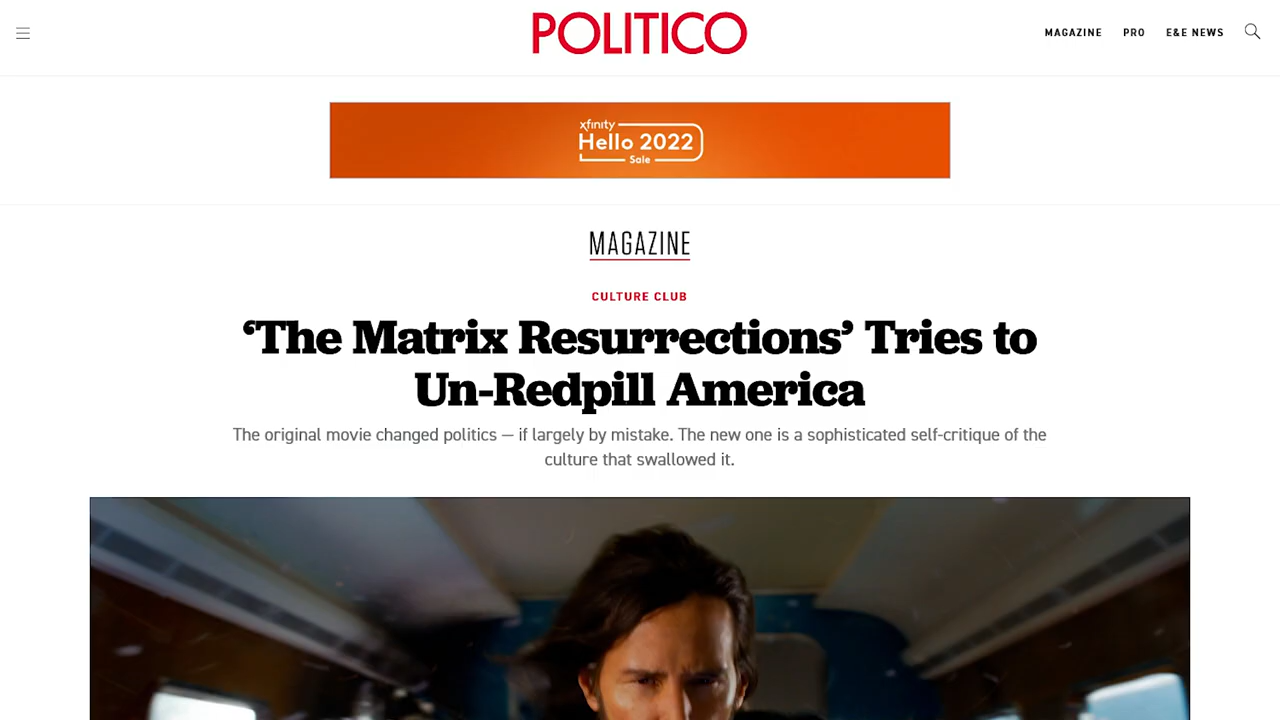 POLITICO
MAGAZINE PRO E&E NEWS
xfinity
Hello 2022
Sale
MAGAZINE
CULTURE CLUB
‘The Matrix Resurrections’ Tries to
Un-Redpill America
The original movie changed politics — if largely by mistake. The new one is a sophisticated self-critique of the
culture that swallowed it.